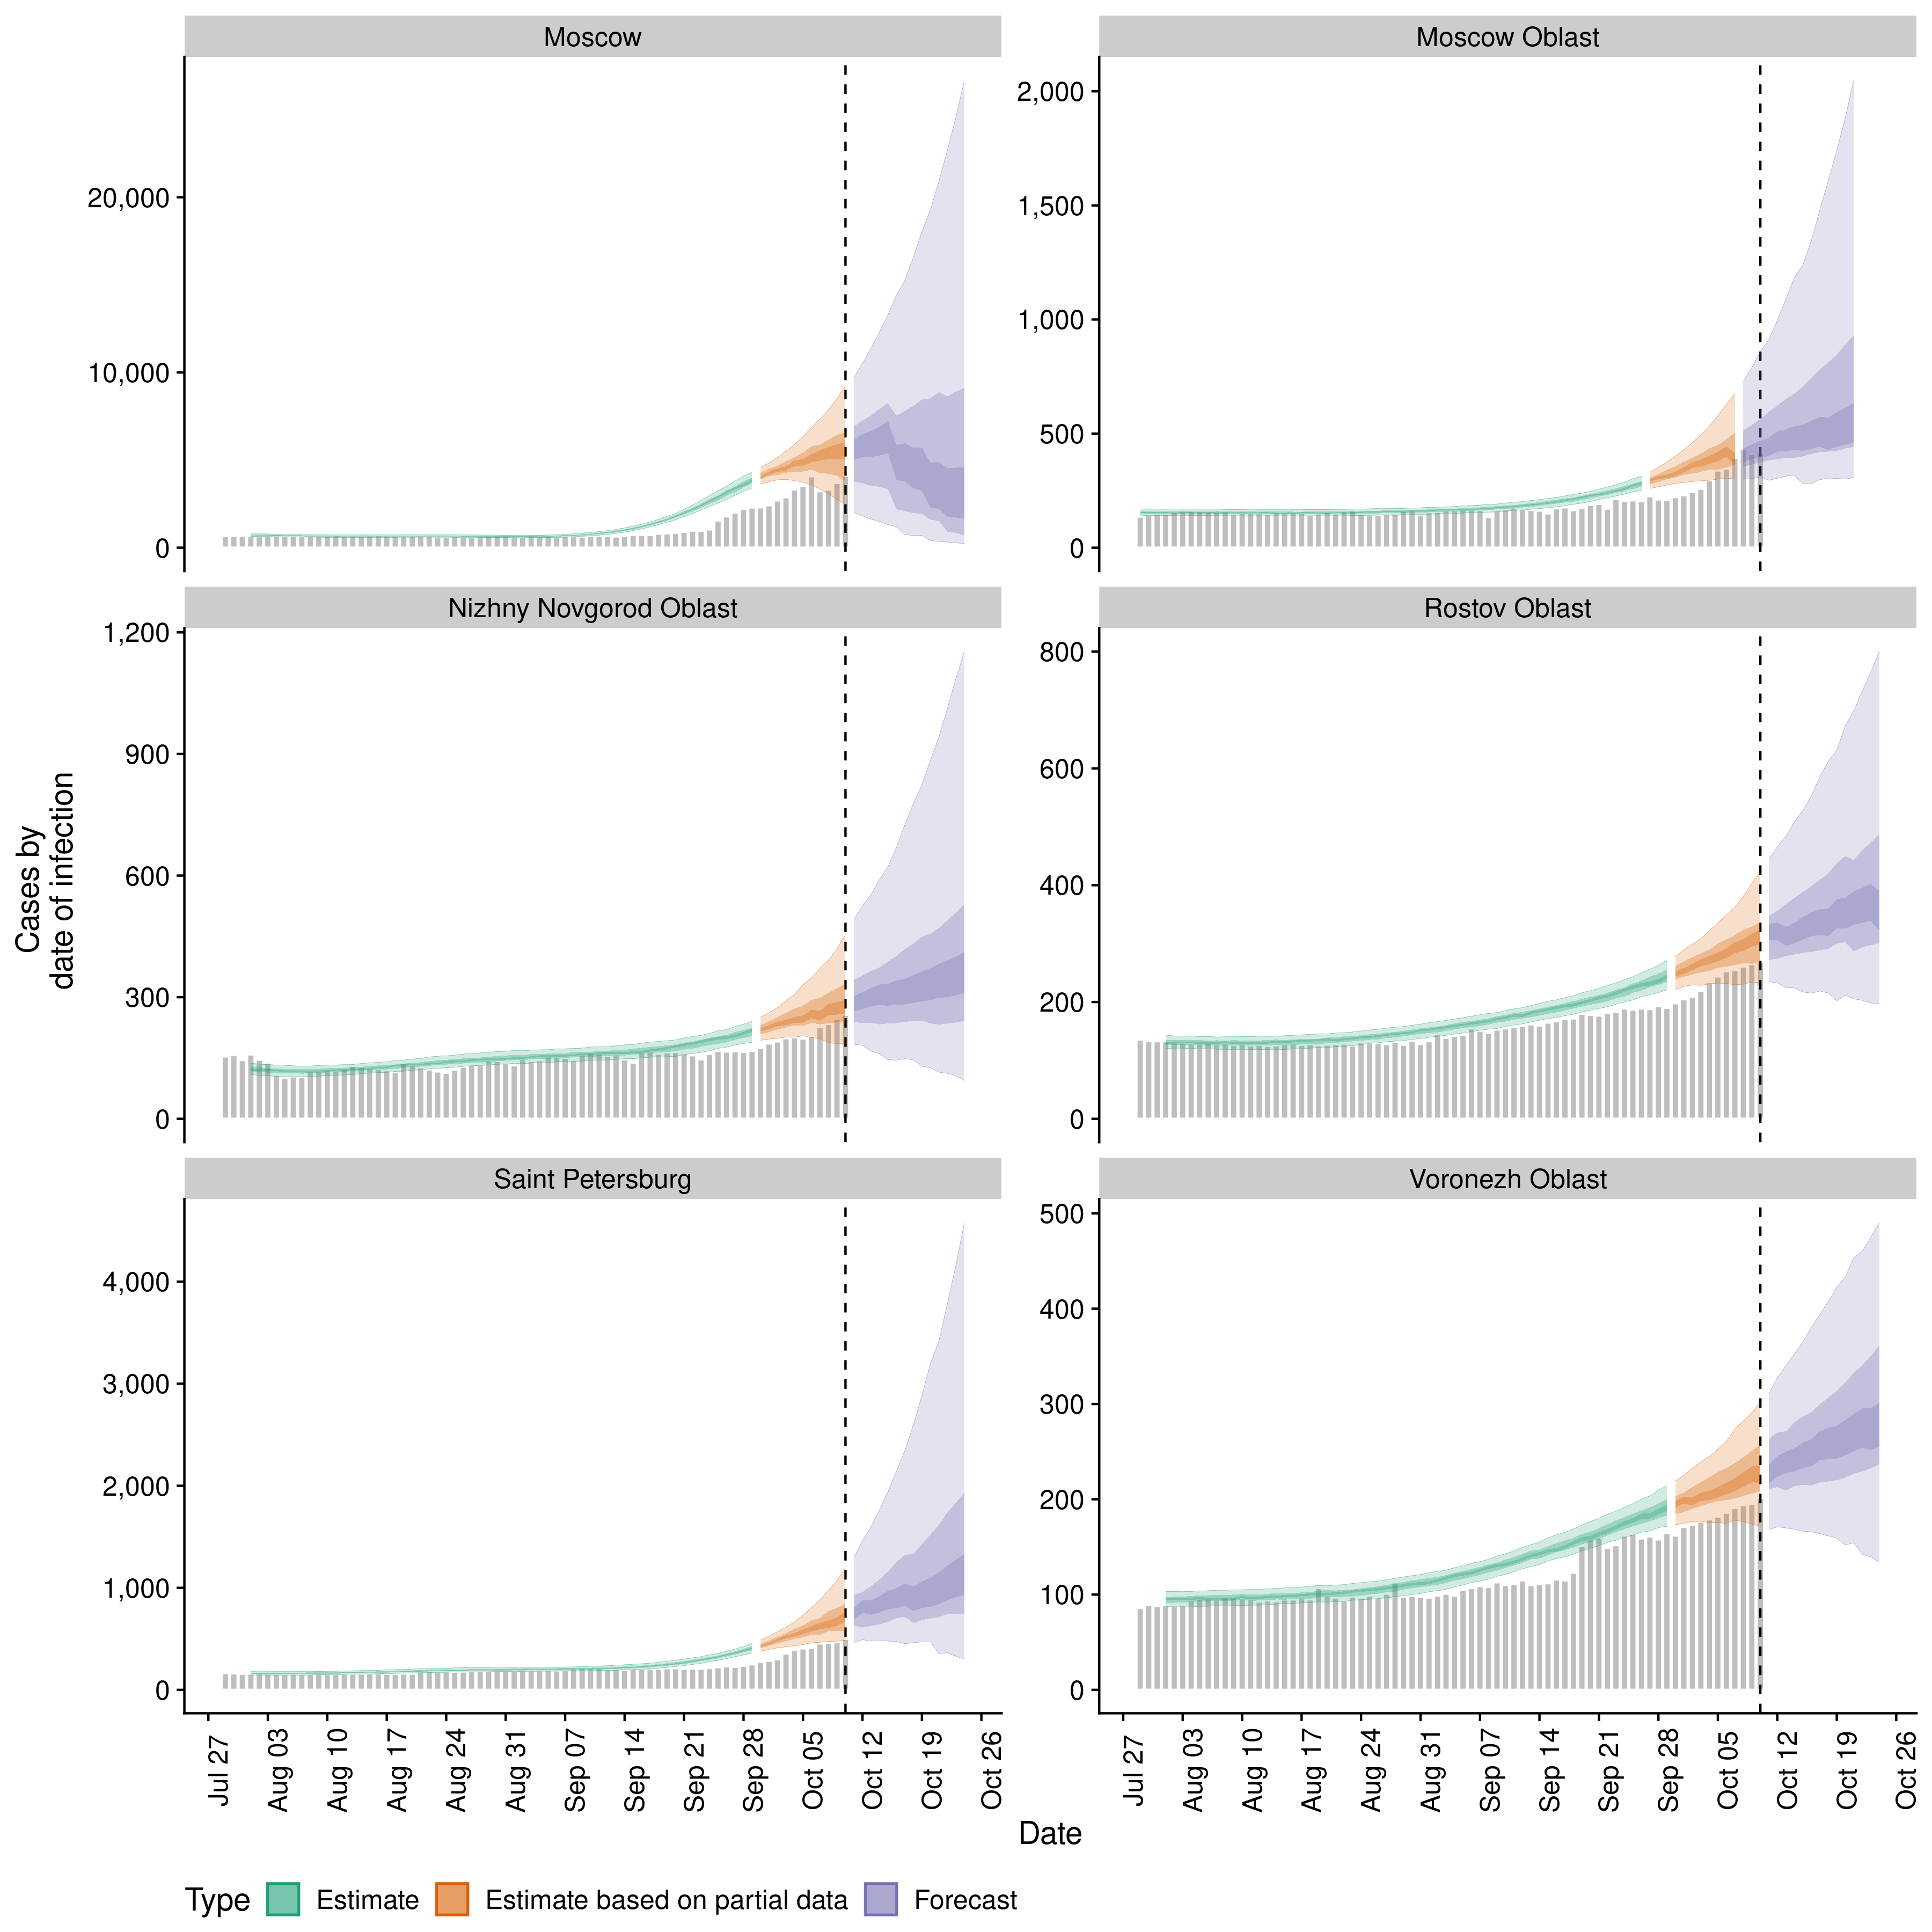 Moscow
Moscow Oblast
20,000
10,000
0
2,000
1,500
1,000
500
0
Nizhny Novgorod Oblast
Rostov Oblast
1,200
900
600
300
0
800
600
400
200
0
Cases by
date of infection
Saint Petersburg
Voronezh Oblast
4,000
3,000
2,000
1,000
0
500
400
300
200
100
0
Jul 27
Aug 03
Aug 10
Aug 17
Aug 24
Aug 31
Sep 07
Sep 14
Sep 21
Sep 28
Oct 05
Oct 12
Oct 19
Oct 26
Jul 27
Aug 03
Aug 10
Aug 17
Aug 24
Aug 31
Sep 07
Sep 14
Sep 21
Sep 28
Oct 05
Oct 12
Oct 19
Oct 26
Date
Type Estimate Estimate based on partial data Forecast